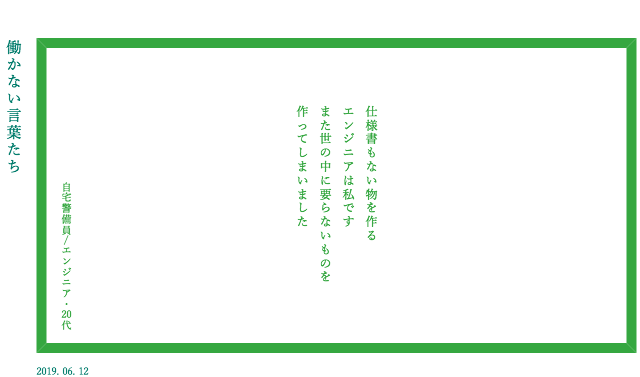 働かない言葉たち
仕様書もない物を作る
エンジニアは私です
また世の中に要らないものを
作ってしまいました
自宅警備員/エンジニア・20代
2019.06.12